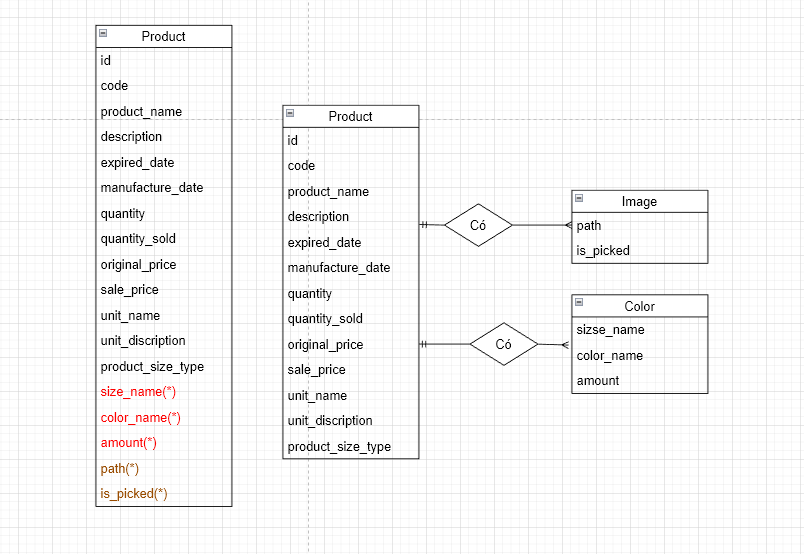 Product
id
code
product_name
description
expired_date
manufacture_date
quantity
quantity_sold
original_price
sale_price
unit_name
unit_discription
product_size_type
size_name(*)
color_name(*)
amount(*)
path(*)
is_picked(*)
Product
id
code
product_name
description
expired_date
manufacture_date
quantity
quantity_sold
original_price
sale_price
unit_name
unit_discription
product_size_type
Có
Có
Image
path
is_picked
Color
sizse_name
color_name
amount